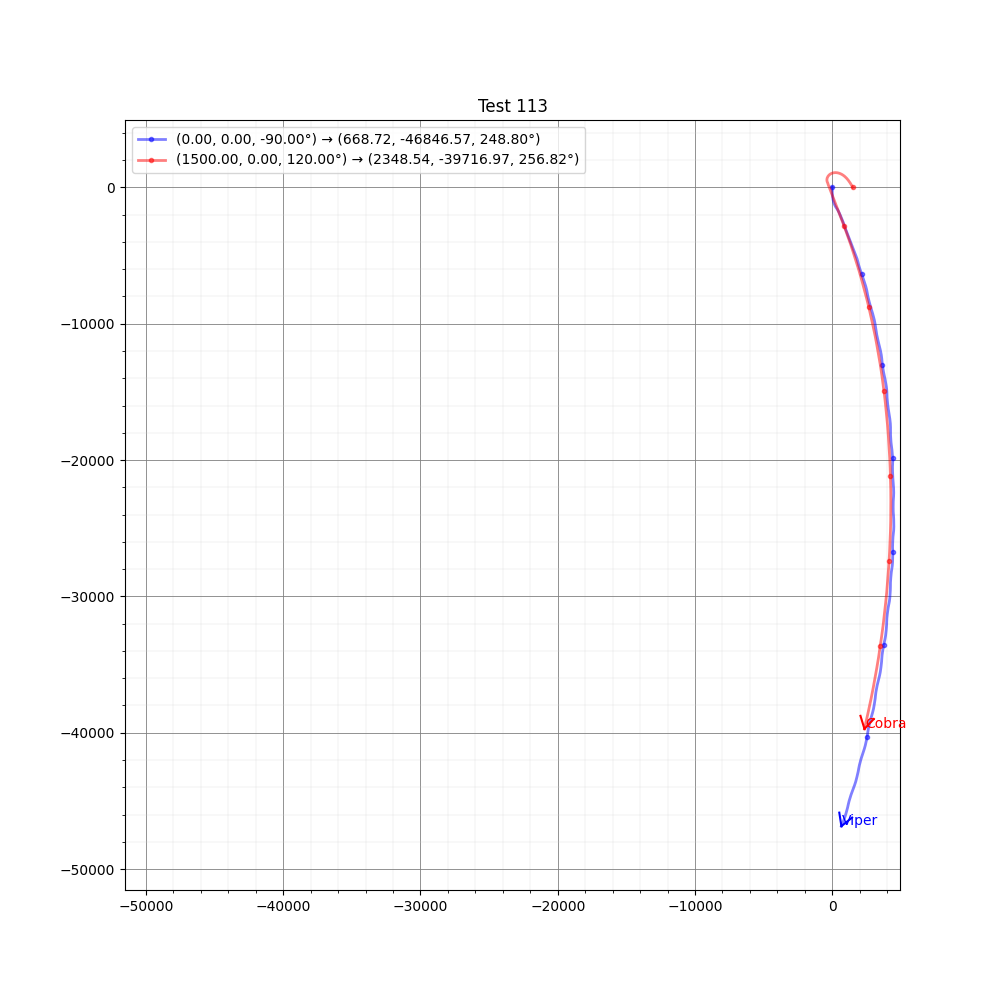 Test 113
(0.00, 0.00, -90.00°) → (668.72, -46846.57, 248.80°)
(1500.00, 0.00, 120.00°) → (2348.54, -39716.97, 256.82°)
0
−10000
−20000
−30000
−40000
−50000
Cobra
Viper
−50000 −40000 −30000 −20000 −10000 0